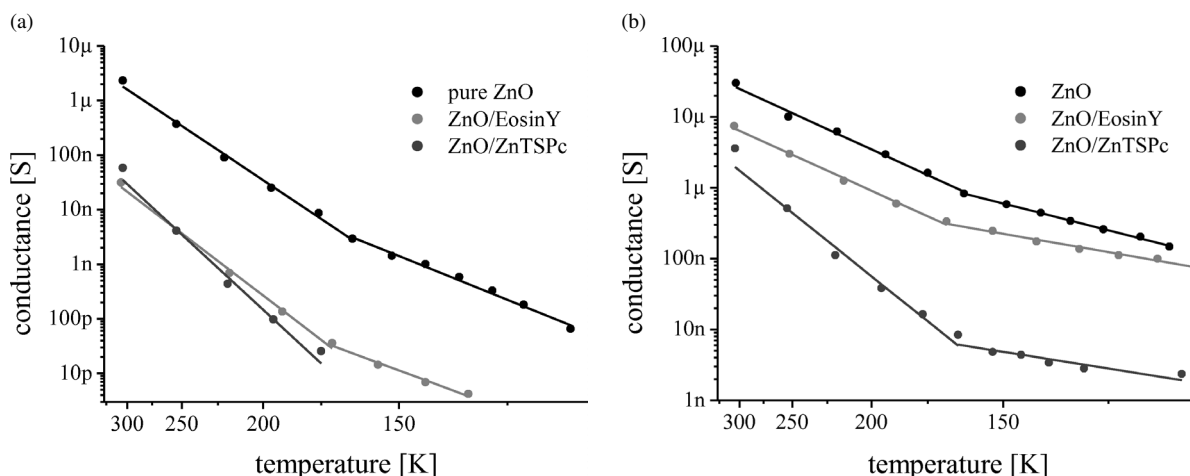 (a)
10µ
1µ
100n
10n
1n
100p
10p
conductance [S]
pure ZnO
ZnO/EosinY
ZnO/ZnTSPc
300 250 200 150
temperature [K]
(b)
100µ
10µ
1µ
100n
10n
1n
conductance [S]
ZnO
ZnO/EosinY
ZnO/ZnTSPc
300 250 200 150
temperature [K]